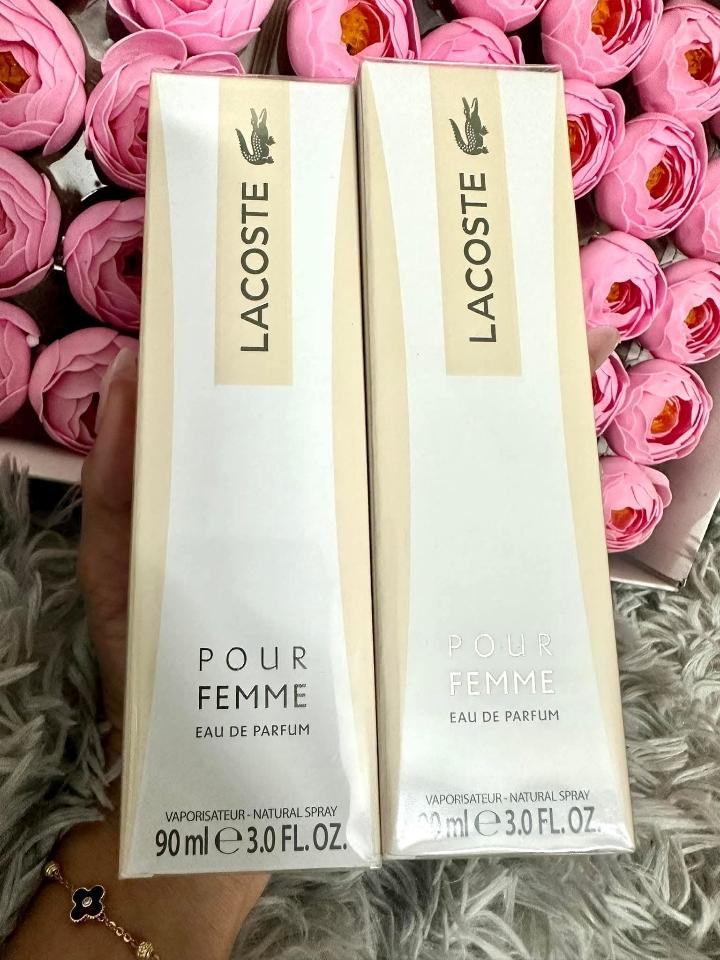 LACOSTE
POUR
FEMME
EAU DE PARFUM
VAPORISATEUR - NATURAL SPRAY
90 ml e 3.0 FL. OZ.
LACOSTE
POUR
FEMME
EAU DE PARFUM
VAPORISATEUR - NATURAL SPRAY
90 ml e 3.0 FL. OZ.